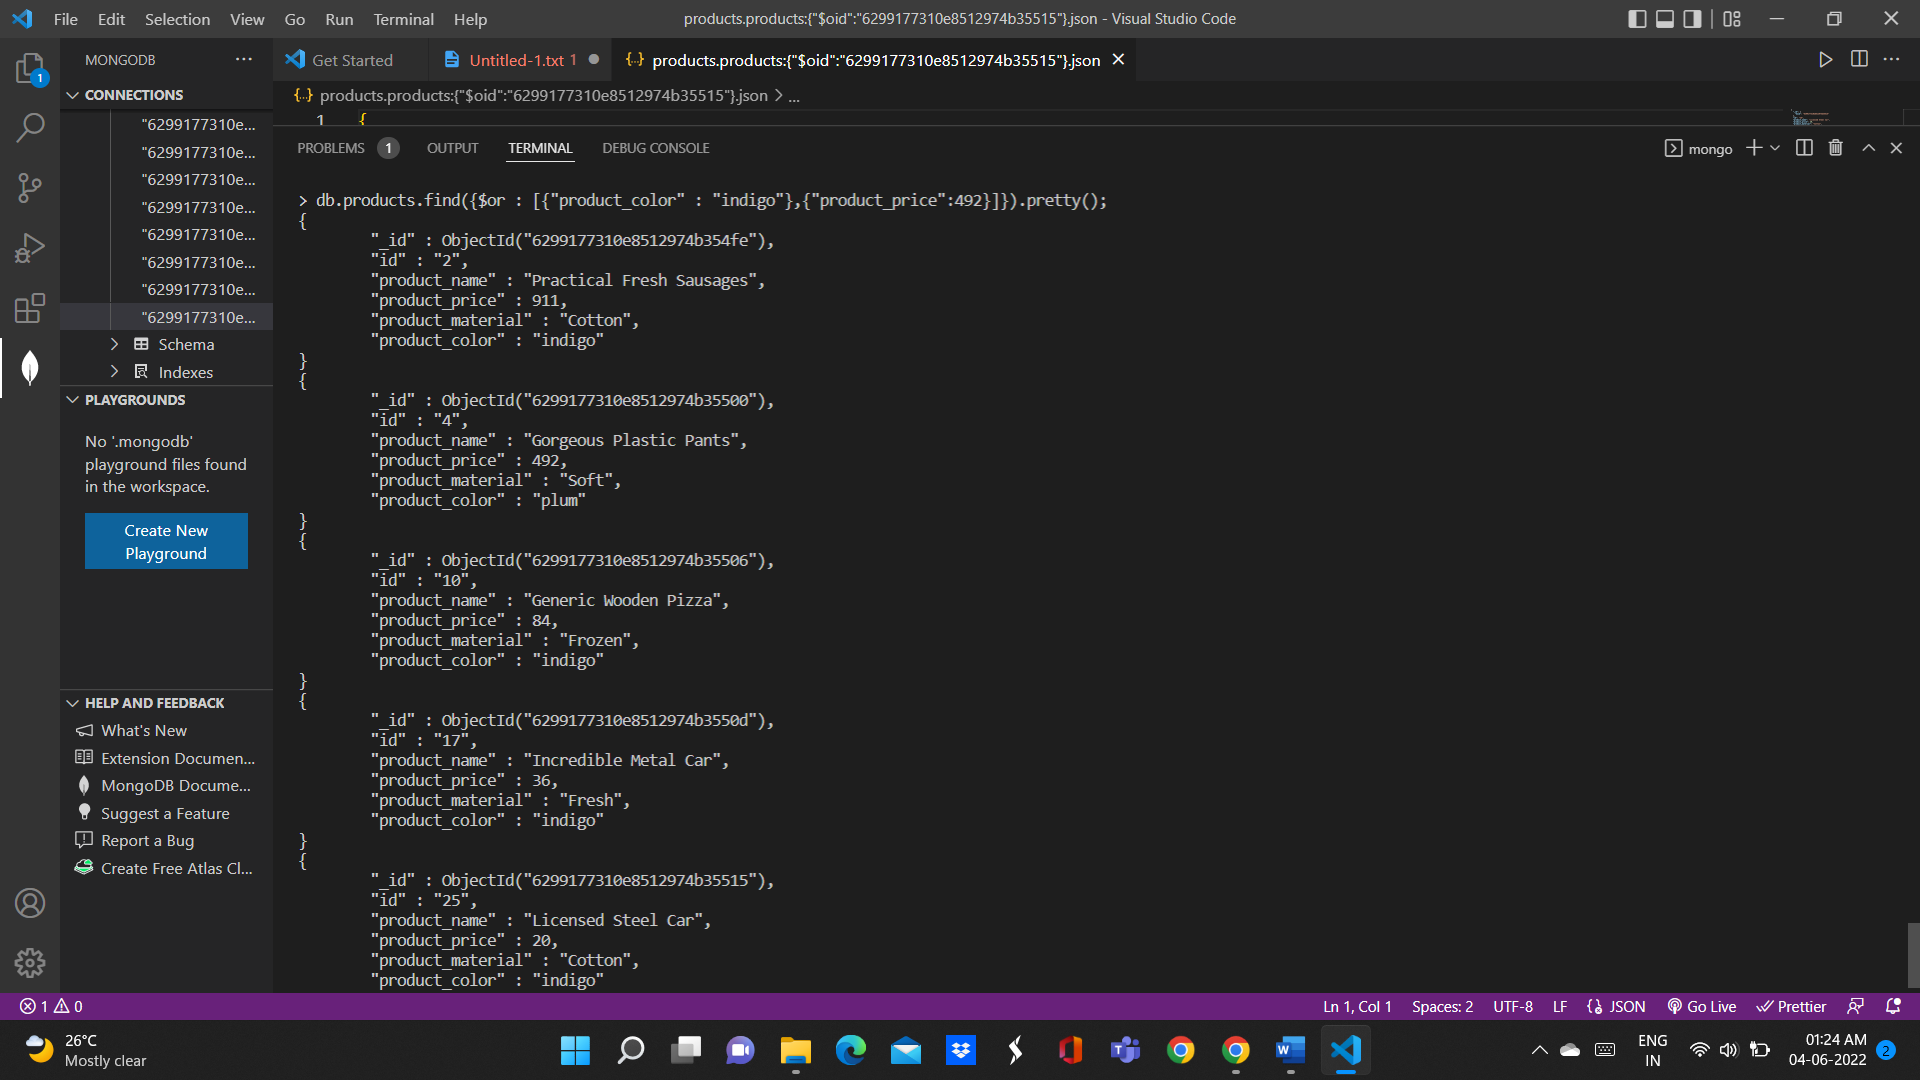 File Edit Selection View Go Run Terminal Help
products.products:{"$oid":"6299177310e8512974b35515"}.json - Visual Studio Code
MONGODB
Get Started
Untitled-1.txt 1
products.products:{"$oid":"6299177310e8512974b35515"}.json
1
CONNECTIONS
products.products:{"$oid":"6299177310e8512974b35515"}.json > ...
1 {
"6299177310e...
"6299177310e...
"6299177310e...
"6299177310e...
"6299177310e...
"6299177310e...
"6299177310e...
"6299177310e...
Schema
Indexes
PLAYGROUNDS
No '.mongodb'
playground files found
in the workspace.
Create New
Playground
HELP AND FEEDBACK
What's New
Extension Documen...
MongoDB Docume...
Suggest a Feature
Report a Bug
Create Free Atlas Cl...
PROBLEMS 1 OUTPUT TERMINAL DEBUG CONSOLE
mongo
> db.products.find({$or : [{"product_color" : "indigo"},{"product_price":492}]}).pretty();
{
"_id" : ObjectId("6299177310e8512974b354fe"),
"id" : "2",
"product_name" : "Practical Fresh Sausages",
"product_price" : 911,
"product_material" : "Cotton",
"product_color" : "indigo"
}
{
"_id" : ObjectId("6299177310e8512974b35500"),
"id" : "4",
"product_name" : "Gorgeous Plastic Pants",
"product_price" : 492,
"product_material" : "Soft",
"product_color" : "plum"
}
{
"_id" : ObjectId("6299177310e8512974b35506"),
"id" : "10",
"product_name" : "Generic Wooden Pizza",
"product_price" : 84,
"product_material" : "Frozen",
"product_color" : "indigo"
}
{
"_id" : ObjectId("6299177310e8512974b3550d"),
"id" : "17",
"product_name" : "Incredible Metal Car",
"product_price" : 36,
"product_material" : "Fresh",
"product_color" : "indigo"
}
{
"_id" : ObjectId("6299177310e8512974b35515"),
"id" : "25",
"product_name" : "Licensed Steel Car",
"product_price" : 20,
"product_material" : "Cotton",
"product_color" : "indigo"
1 0
Ln 1, Col 1 Spaces: 2 UTF-8 LF JSON Go Live Prettier
26°C
Mostly clear
ENG
IN
01:24 AM
04-06-2022
2